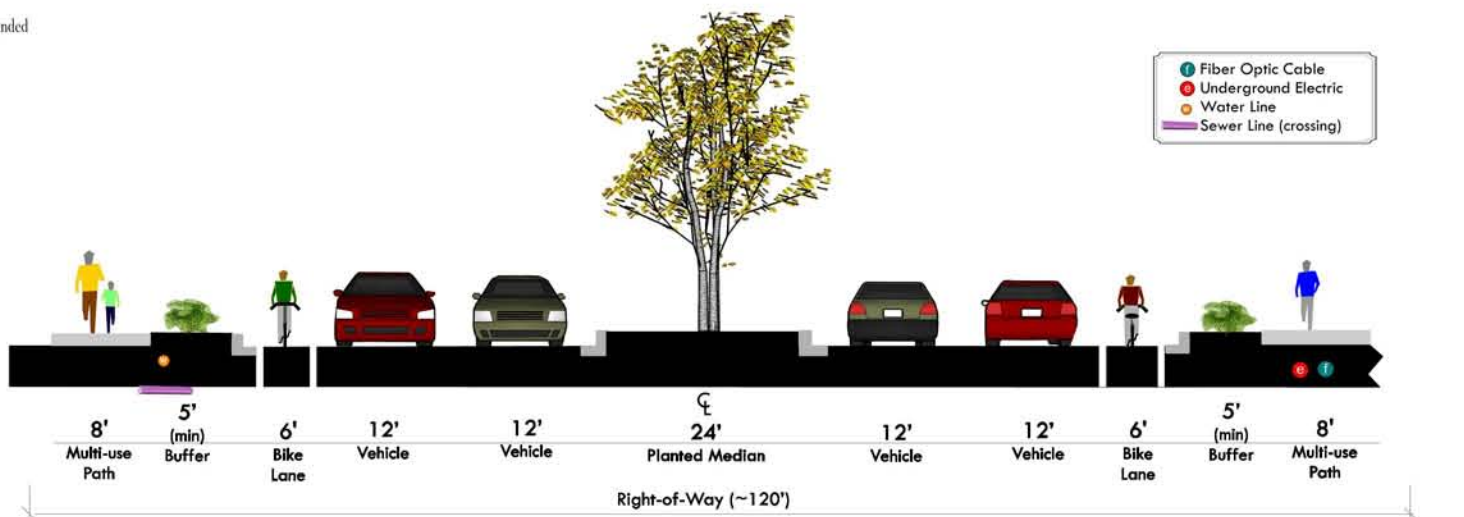 nded
f Fiber Optic Cable
e Underground Electric
w Water Line
Sewer Line (crossing)
w
e f
8'
Multi-use
Path
5'
(min)
Buffer
6'
Bike
Lane
12'
Vehicle
12'
Vehicle
℄
24'
Planted Median
12'
Vehicle
12'
Vehicle
6'
Bike
Lane
5'
(min)
Buffer
8'
Multi-use
Path
Right-of-Way (~120')